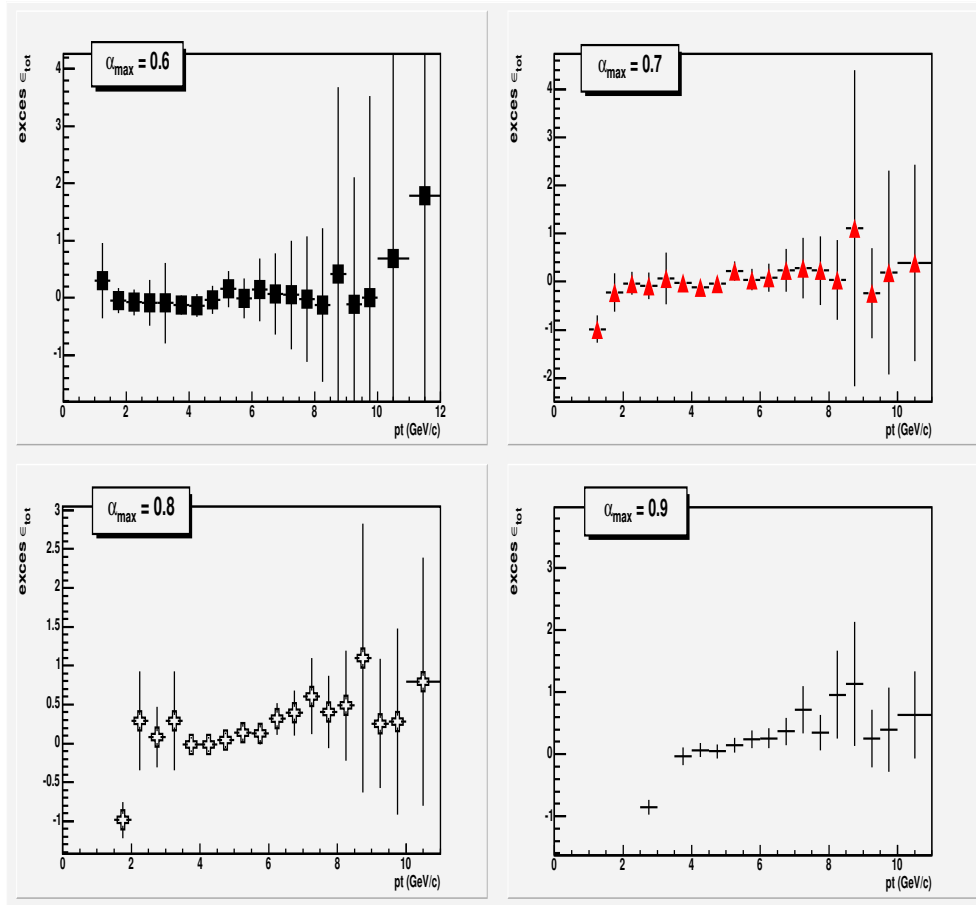 α_max = 0.6
exces ε_tot
4
3
2
1
0
-1
0 2 4 6 8 10 12
pt (GeV/c)
α_max = 0.7
exces ε_tot
4
3
2
1
0
-1
-2
0 2 4 6 8 10
pt (GeV/c)
α_max = 0.8
exces ε_tot
3
2.5
2
1.5
1
0.5
0
-0.5
-1
0 2 4 6 8 10
pt (GeV/c)
α_max = 0.9
exces ε_tot
3
2
1
0
-1
0 2 4 6 8 10
pt (GeV/c)